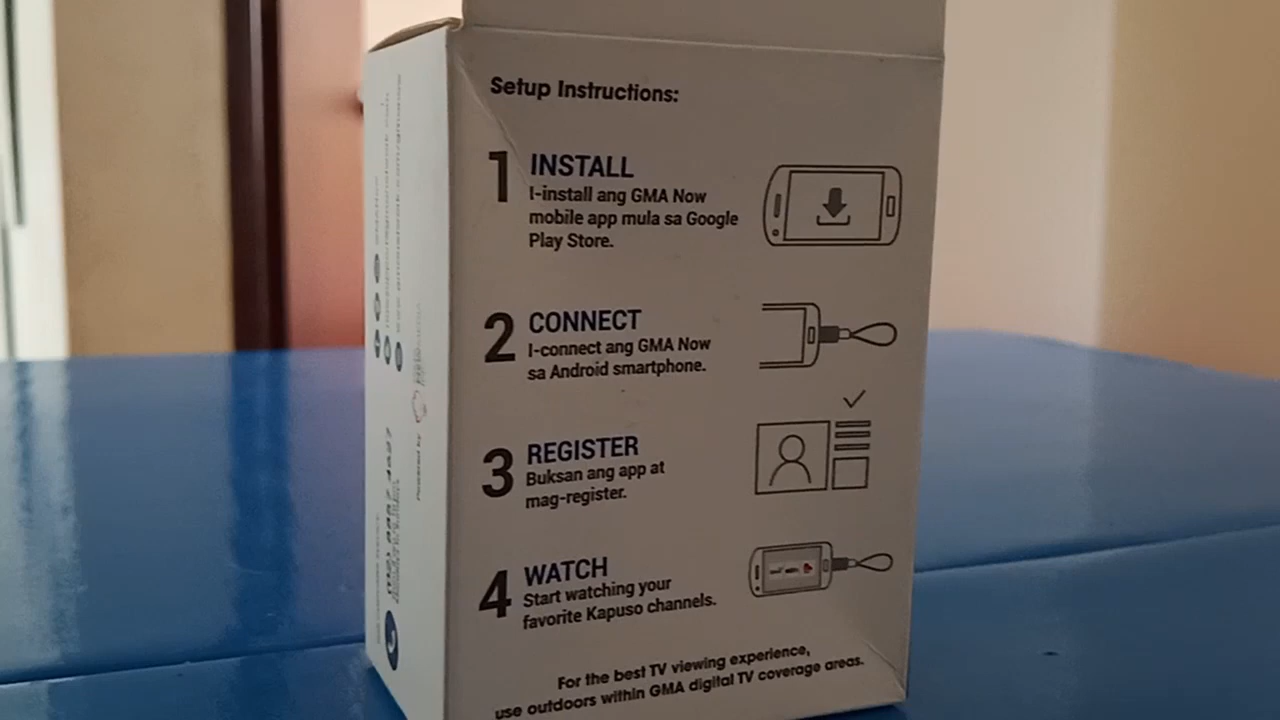 Setup Instructions:
1 INSTALL
I-install ang GMA Now
mobile app mula sa Google
Play Store.
2 CONNECT
I-connect ang GMA Now
sa Android smartphone.
3 REGISTER
Buksan ang app at
mag-register.
4 WATCH
Start watching your
favorite Kapuso channels.
For the best TV viewing experience,
use outdoors within GMA digital TV coverage areas.
Powered by